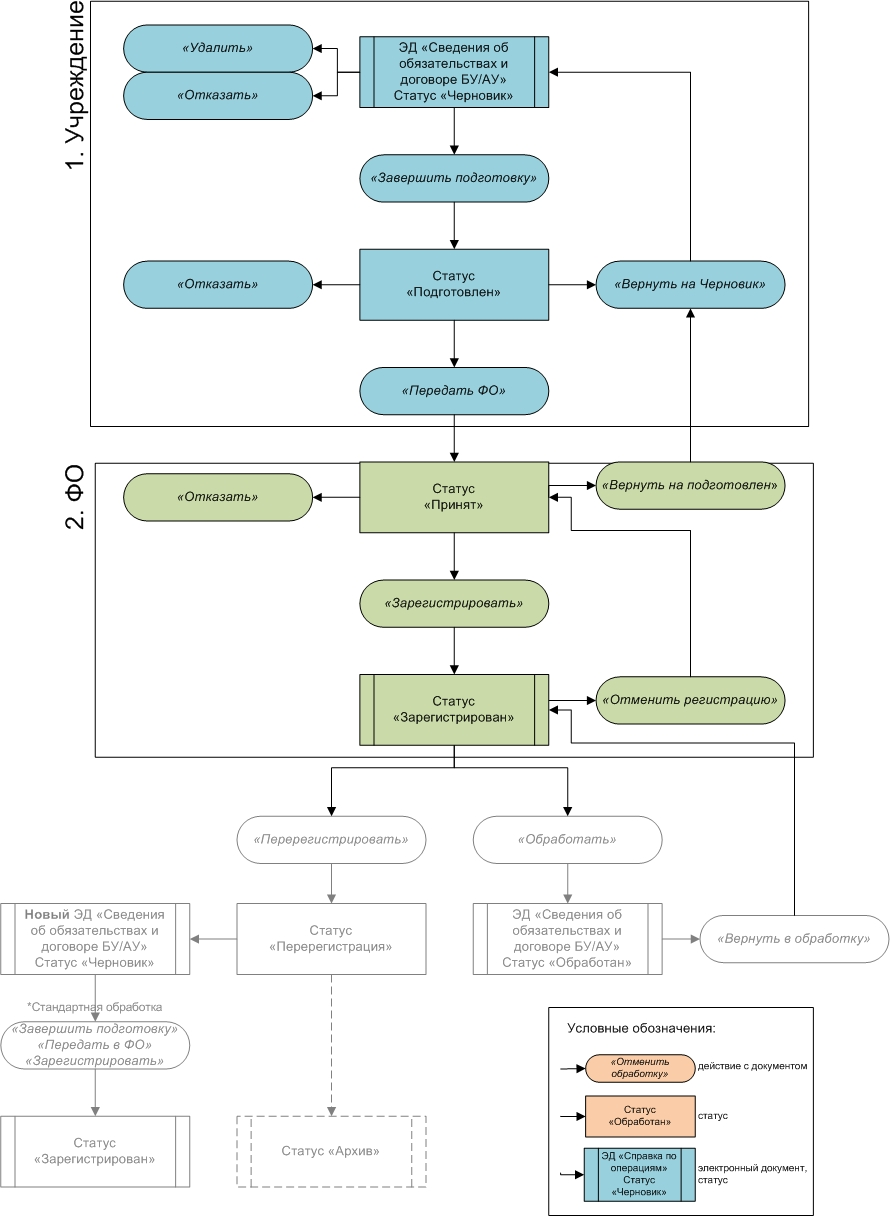 1. Учреждение
«Удалить»
«Отказать»
ЭД «Сведения об
обязательствах и
договоре БУ/АУ»
Статус «Черновик»
«Завершить подготовку»
«Отказать»
Статус
«Подготовлен»
«Вернуть на Черновик»
«Передать ФО»
2. ФО
«Отказать»
Статус
«Принят»
«Вернуть на подготовлен»
«Зарегистрировать»
Статус
«Зарегистрирован»
«Отменить регистрацию»
«Перерегистрировать»
«Обработать»
Новый ЭД «Сведения
об обязательствах и
договоре БУ/АУ»
Статус «Черновик»
Статус
«Перерегистрация»
ЭД «Сведения об
обязательствах и
договоре БУ/АУ»
Статус «Обработан»
«Вернуть в обработку»
*Стандартная обработка
«Завершить подготовку»
«Передать в ФО»
«Зарегистрировать»
Статус
«Зарегистрирован»
Статус «Архив»
Условные обозначения:
«Отменить
обработку»
действие с документом
Статус
«Обработан»
статус
ЭД «Справка по
операциям»
Статус
«Черновик»
электронный документ,
статус